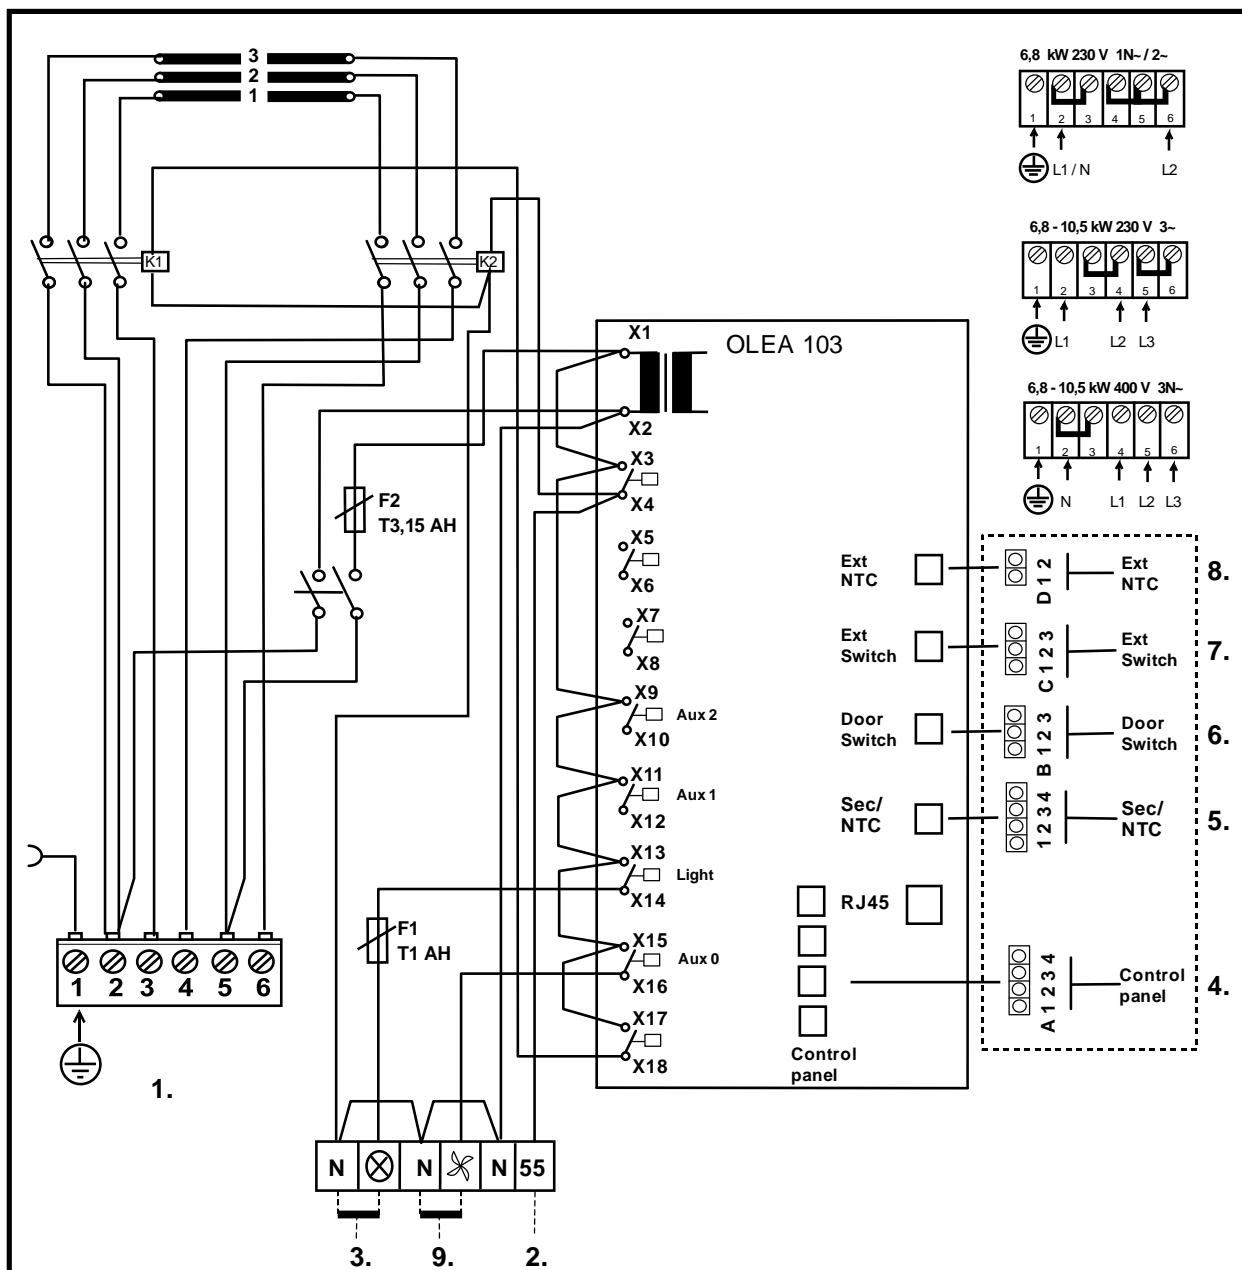 3
2
1
K1
K2
6,8 kW 230 V 1N~ / 2~
1 2 3 4 5 6
L1 / N L2
6,8 - 10,5 kW 230 V 3~
1 2 3 4 5 6
L1 L2 L3
6,8 - 10,5 kW 400 V 3N~
1 2 3 4 5 6
N L1 L2 L3
OLEA 103
X1
X2
X3
X4
X5
X6
X7
X8
X9
Aux 2
X10
X11
Aux 1
X12
X13
Light
X14
X15
Aux 0
X16
X17
X18
F2
T3,15 AH
F1
T1 AH
Ext
NTC
D 1 2
Ext
NTC
8.
Ext
Switch
C 1 2 3
Ext
Switch
7.
Door
Switch
B 1 2 3
Door
Switch
6.
Sec/
NTC
1 2 3 4
Sec/
NTC
5.
RJ45
Control
panel
A 1 2 3 4
Control
panel
4.
1 2 3 4 5 6
1.
N N N 55
3. 9. 2.